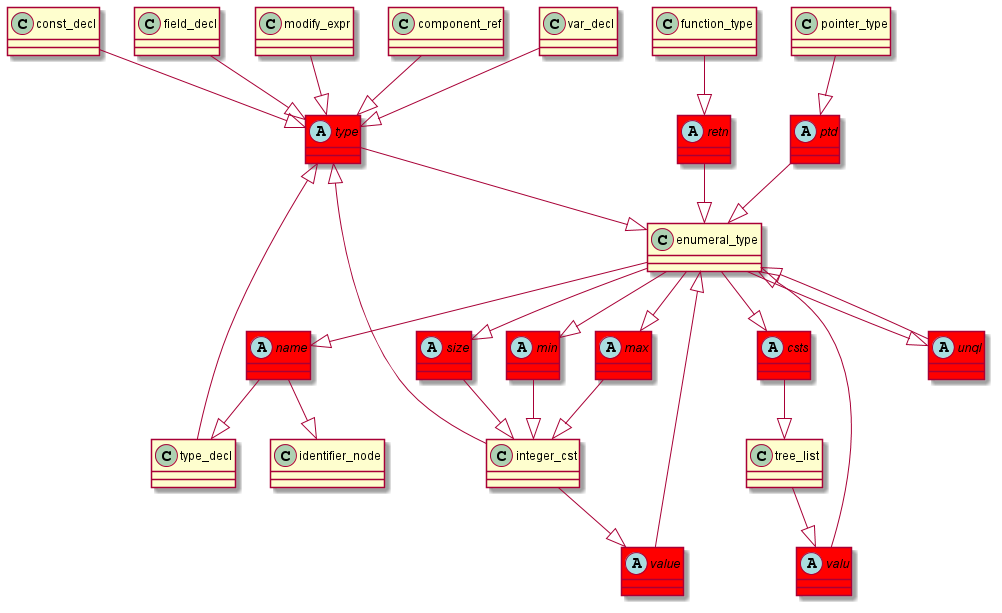 C const_decl
C field_decl
C modify_expr
C component_ref
C var_decl
C function_type
C pointer_type
A type
A retn
A ptd
C enumeral_type
A name
A size
A min
A max
A csts
A unql
C type_decl
C identifier_node
C integer_cst
C tree_list
A value
A valu